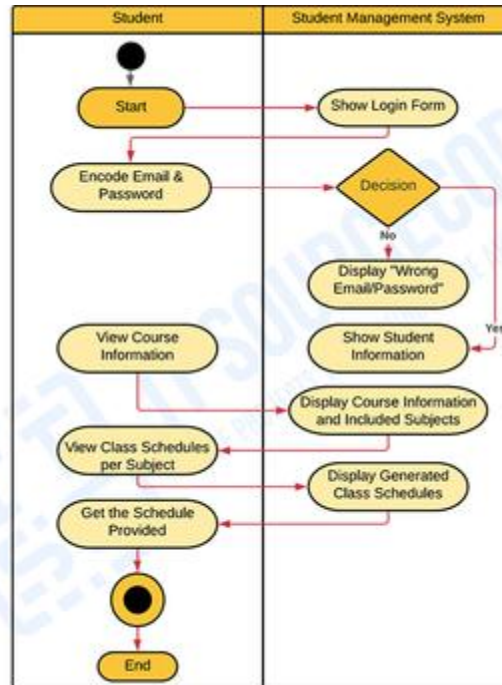 Student
Student Management System
Start
Show Login Form
Encode Email &
Password
Decision
No
Display "Wrong
Email/Password"
Yes
View Course
Information
Show Student
Information
Display Course Information
and Included Subjects
View Class Schedules
per Subject
Display Generated
Class Schedules
Get the Schedule
Provided
End